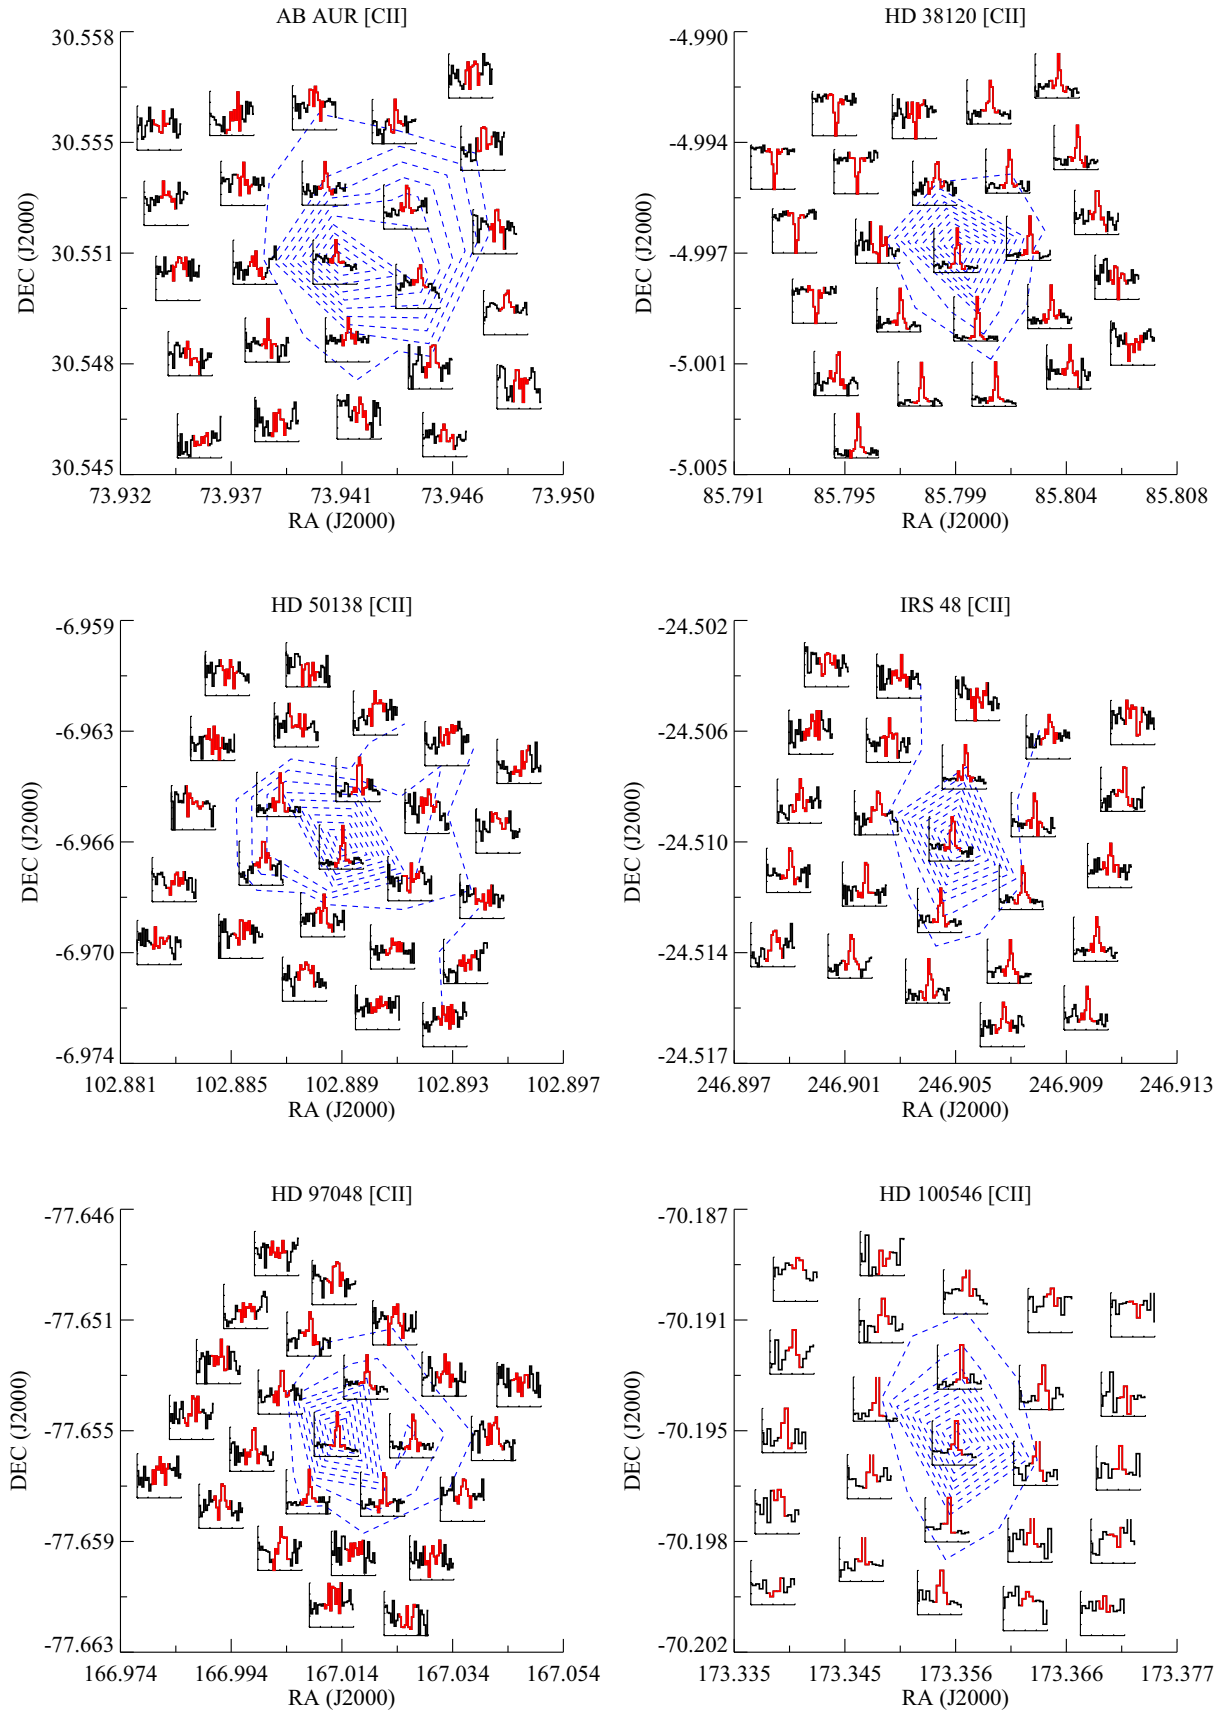 AB AUR [CII]
HD 38120 [CII]
30.558
30.555
30.551
30.548
30.545
DEC (J2000)
73.932 73.937 73.941 73.946 73.950
RA (J2000)
-4.990
-4.994
-4.997
-5.001
-5.005
DEC (J2000)
85.791 85.795 85.799 85.804 85.808
RA (J2000)
HD 50138 [CII]
IRS 48 [CII]
-6.959
-6.963
-6.966
-6.970
-6.974
DEC (J2000)
102.881 102.885 102.889 102.893 102.897
RA (J2000)
-24.502
-24.506
-24.510
-24.514
-24.517
DEC (J2000)
246.897 246.901 246.905 246.909 246.913
RA (J2000)
HD 97048 [CII]
HD 100546 [CII]
-77.646
-77.651
-77.655
-77.659
-77.663
DEC (J2000)
166.974 166.994 167.014 167.034 167.054
RA (J2000)
-70.187
-70.191
-70.195
-70.198
-70.202
DEC (J2000)
173.335 173.345 173.356 173.366 173.377
RA (J2000)